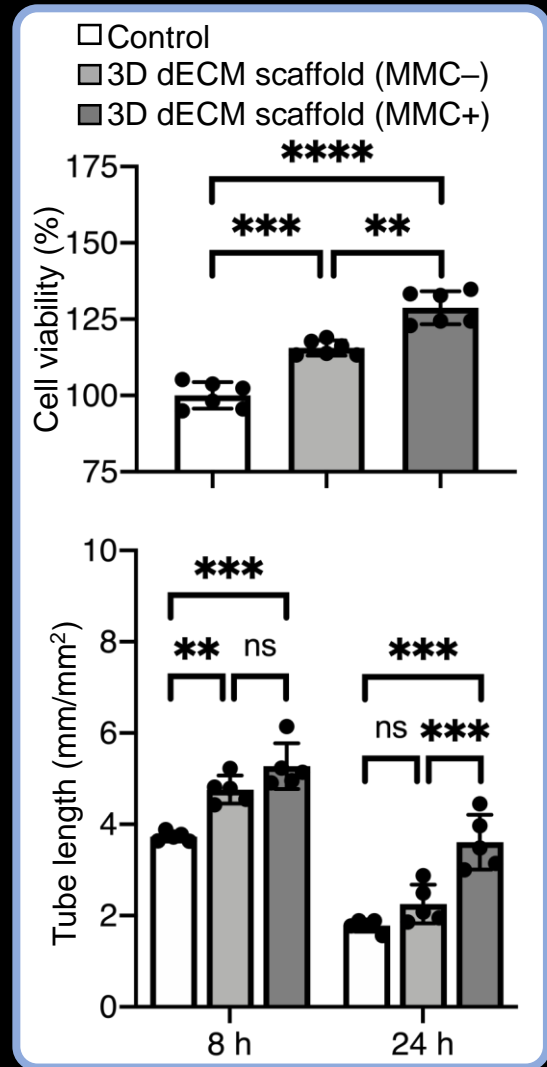 Control
3D dECM scaffold (MMC–)
3D dECM scaffold (MMC+)
****
*** **
175
150
125
100
75
Cell viability (%)
10
8
6
4
2
0
Tube length (mm/mm²)
***
** ns
***
ns ***
8 h 24 h